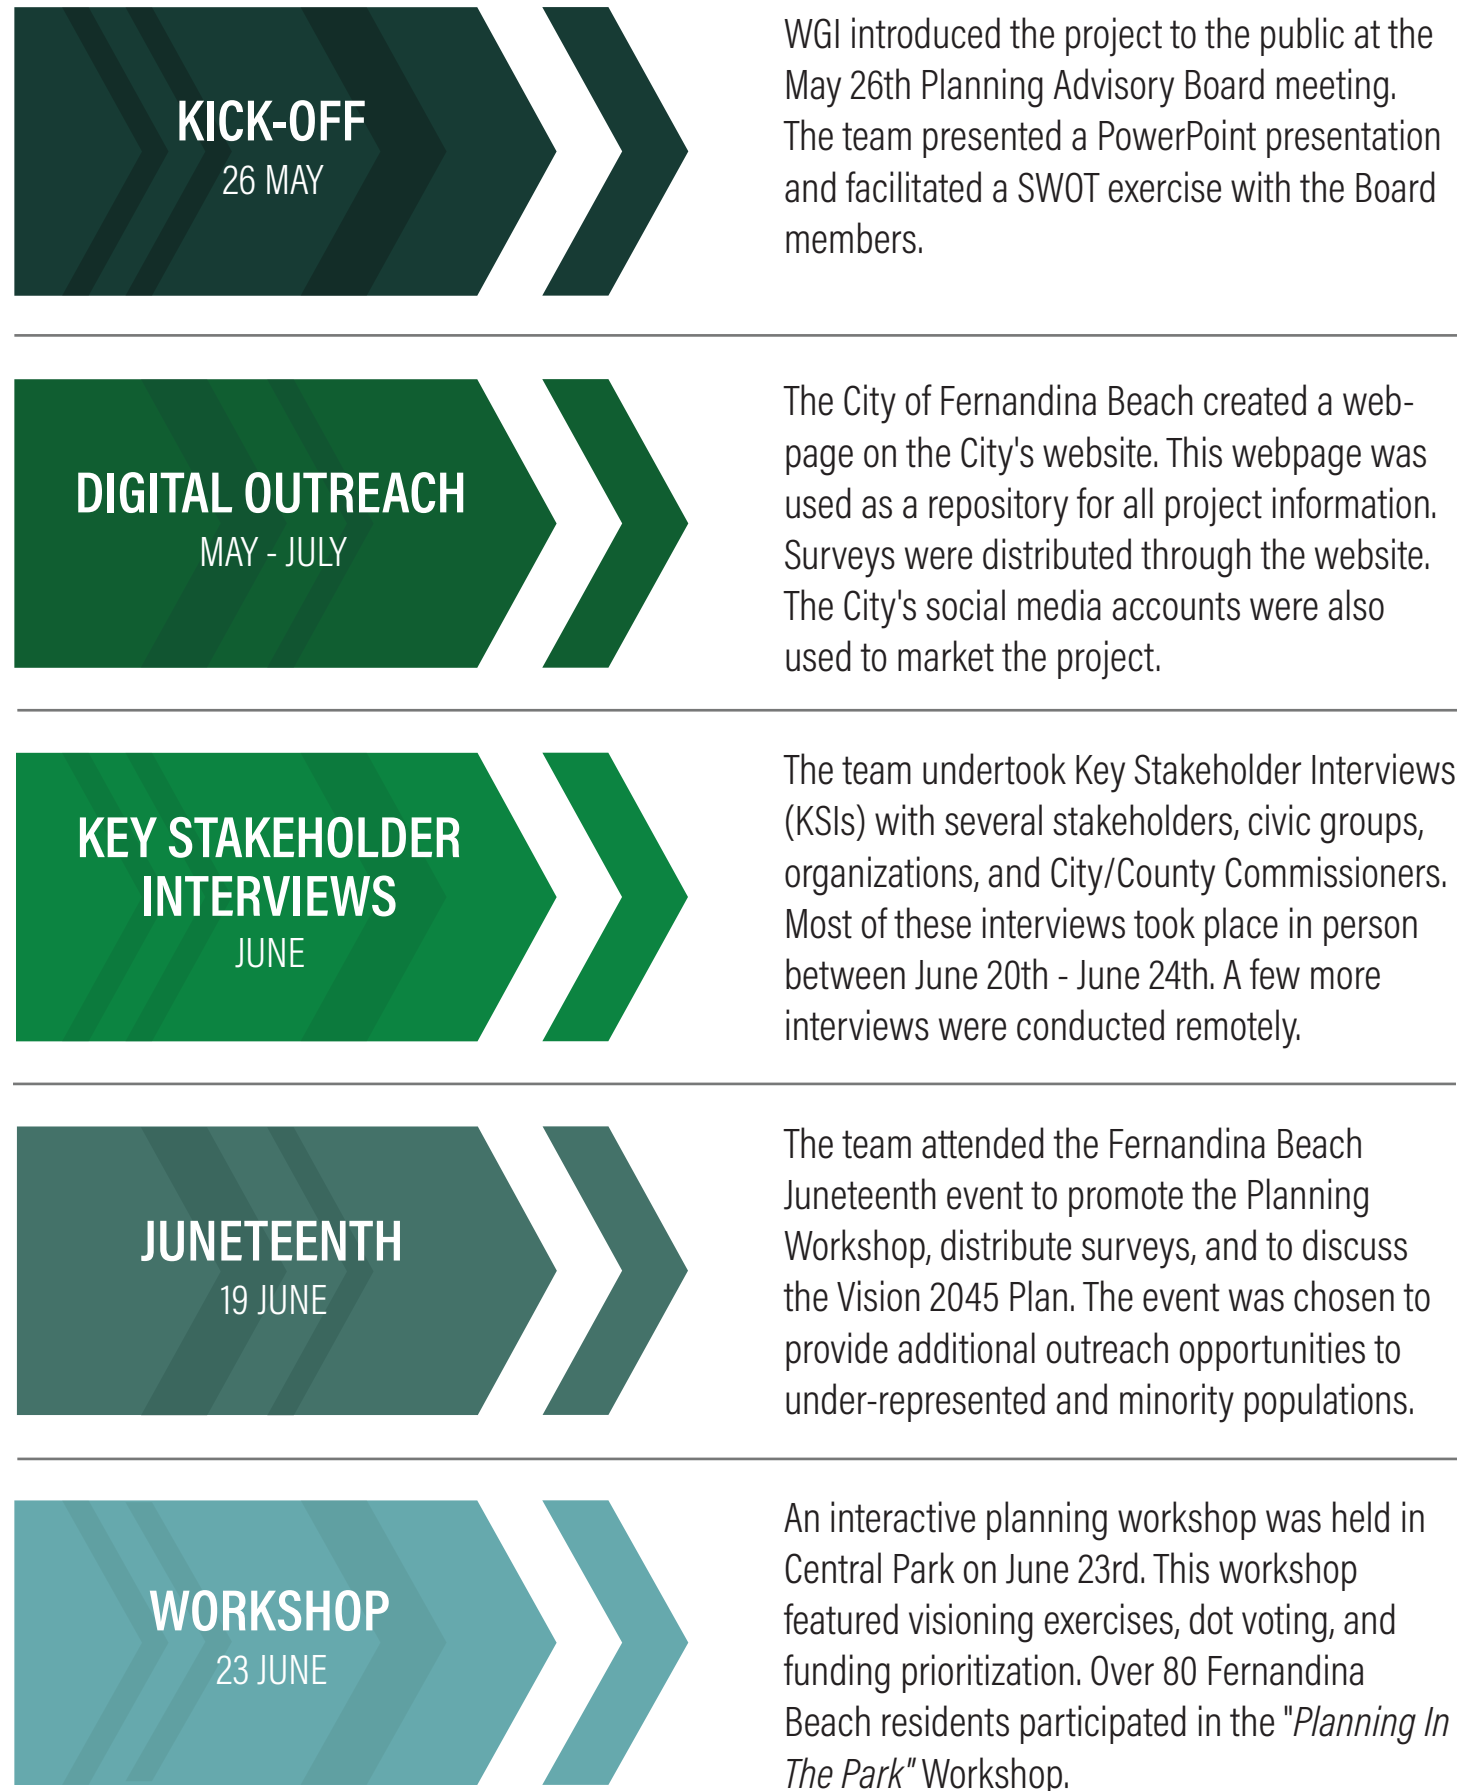 KICK-OFF
26 MAY
WGI introduced the project to the public at the
May 26th Planning Advisory Board meeting.
The team presented a PowerPoint presentation
and facilitated a SWOT exercise with the Board
members.
DIGITAL OUTREACH
MAY - JULY
The City of Fernandina Beach created a web-
page on the City's website. This webpage was
used as a repository for all project information.
Surveys were distributed through the website.
The City's social media accounts were also
used to market the project.
KEY STAKEHOLDER
INTERVIEWS
JUNE
The team undertook Key Stakeholder Interviews
(KSIs) with several stakeholders, civic groups,
organizations, and City/County Commissioners.
Most of these interviews took place in person
between June 20th - June 24th. A few more
interviews were conducted remotely.
JUNETEENTH
19 JUNE
The team attended the Fernandina Beach
Juneteenth event to promote the Planning
Workshop, distribute surveys, and to discuss
the Vision 2045 Plan. The event was chosen to
provide additional outreach opportunities to
under-represented and minority populations.
WORKSHOP
23 JUNE
An interactive planning workshop was held in
Central Park on June 23rd. This workshop
featured visioning exercises, dot voting, and
funding prioritization. Over 80 Fernandina
Beach residents participated in the "Planning In
The Park" Workshop.